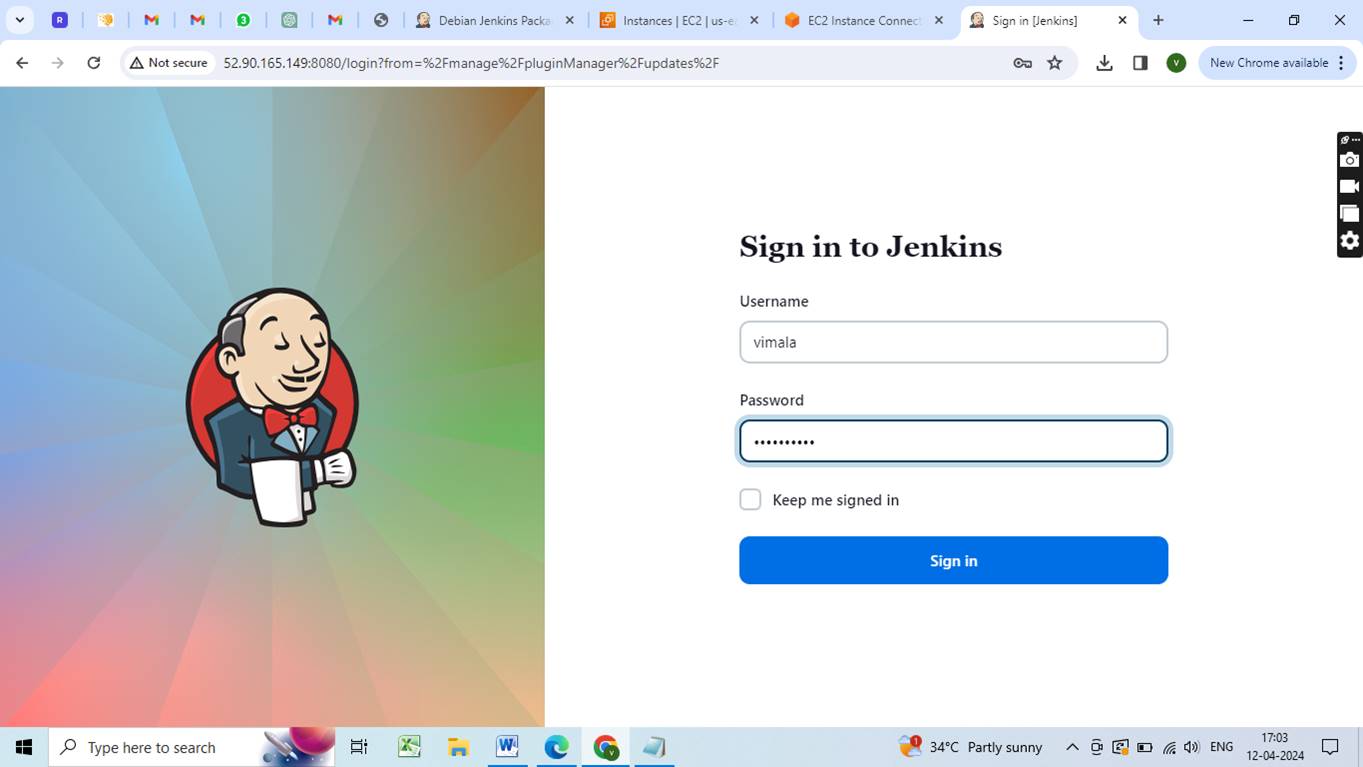 3
Debian Jenkins Packa
Instances | EC2 | us-e
EC2 Instance Connect
Sign in [Jenkins]
Not secure
52.90.165.149:8080/login?from=%2Fmanage%2FpluginManager%2Fupdates%2F
V
New Chrome available
Sign in to Jenkins
Username
vimala
Password
Keep me signed in
Sign in
Type here to search
1
34°C Partly sunny
ENG
17:03
12-04-2024